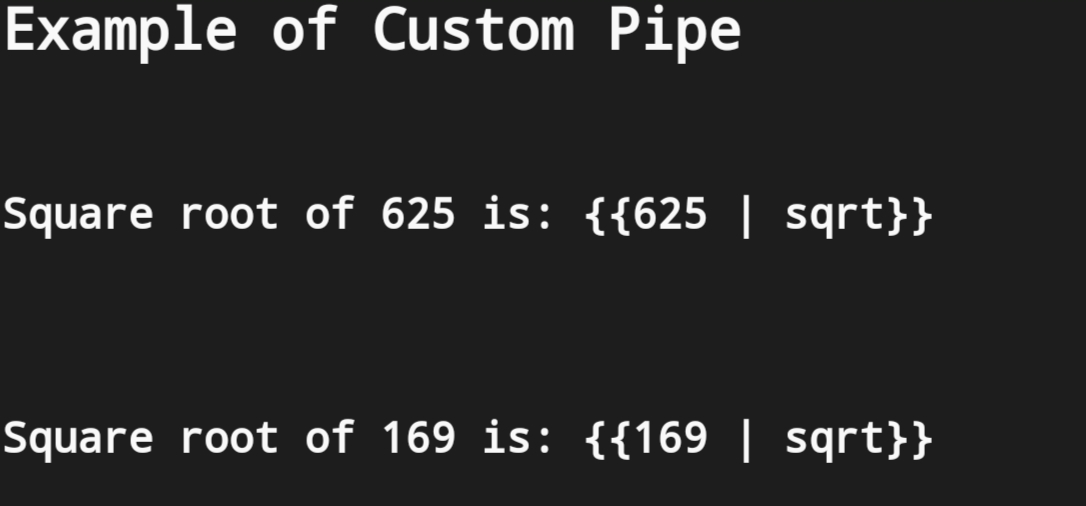 Example of Custom Pipe
Square root of 625 is: {{625 | sqrt}}
Square root of 169 is: {{169 | sqrt}}